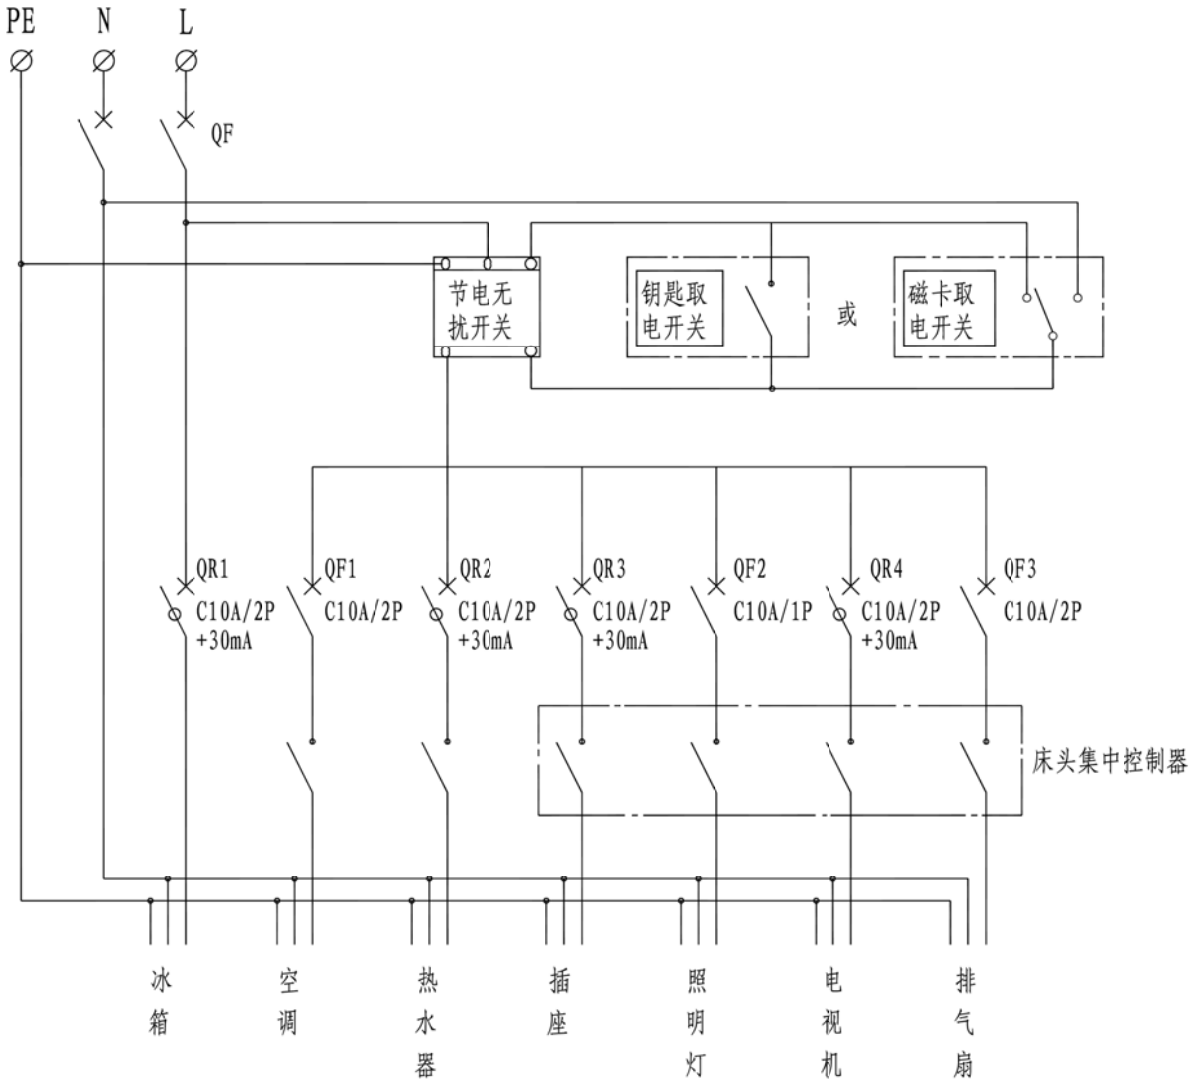 PE N L
QF
节电无
扰开关
钥匙取
电开关
或
磁卡取
电开关
QR1
C10A/2P
+30mA
QF1
C10A/2P
QR2
C10A/2P
+30mA
QR3
C10A/2P
+30mA
QF2
C10A/1P
QR4
C10A/2P
+30mA
QF3
C10A/2P
床头集中控制器
冰箱
空调
热水器
插座
照明灯
电视机
排气扇